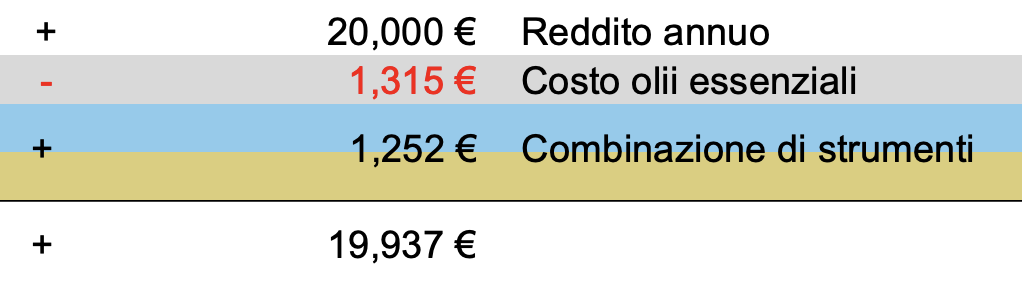 + 20,000 € Reddito annuo
- 1,315 € Costo olii essenziali
+ 1,252 € Combinazione di strumenti
+ 19,937 €